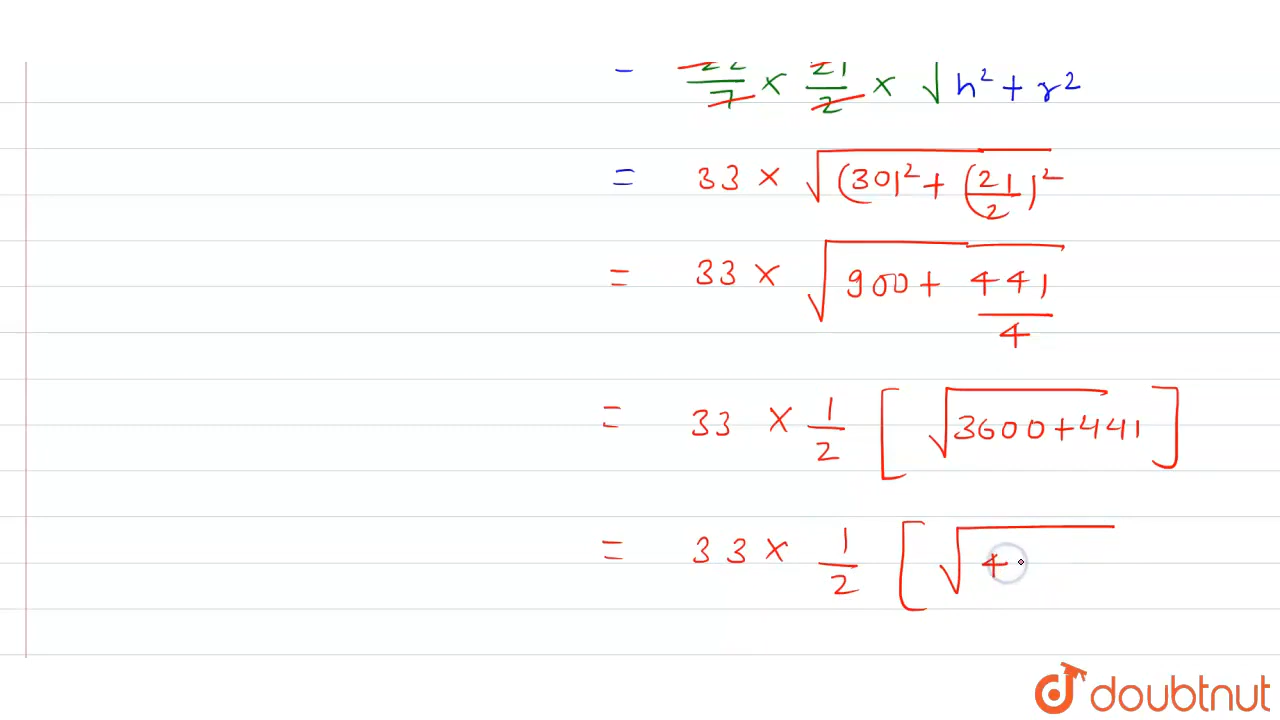 = 22/7 × 21/2 × √h² + r²
= 33 × √(30)² + (21/2)²
= 33 × √900 + 441/4
= 33 × 1/2 [√3600+441]
= 33 × 1/2 [√4
doubtnut